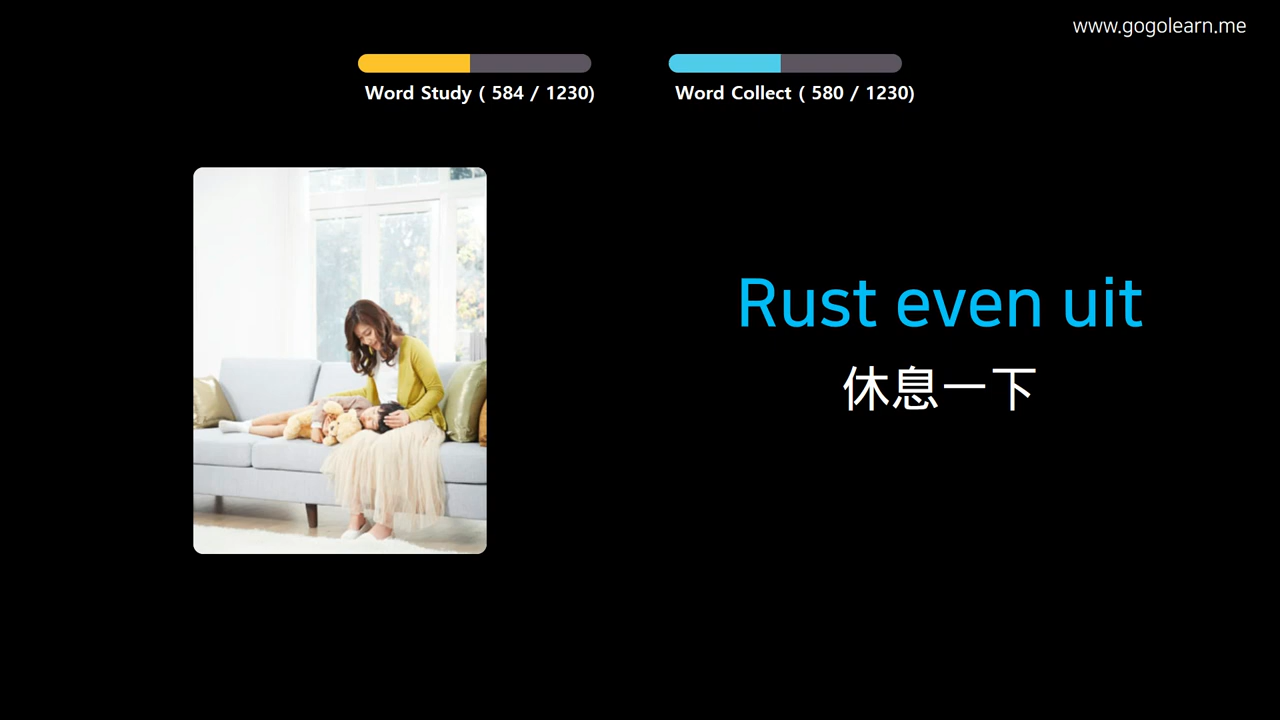 www.gogolearn.me
Word Study ( 584 / 1230)
Word Collect ( 580 / 1230)
Rust even uit
休息一下